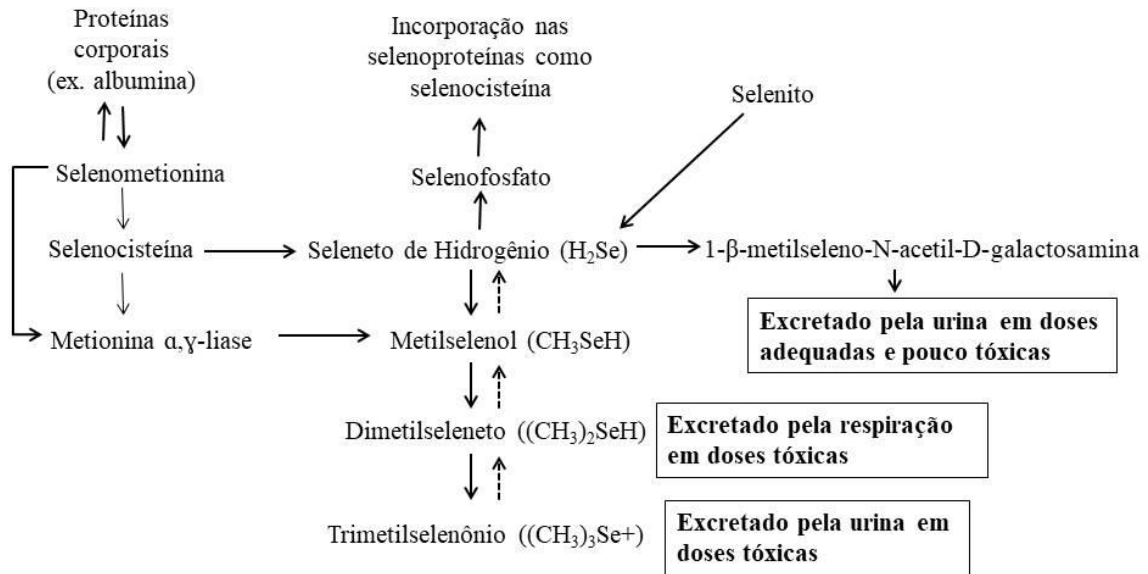 Proteínas
corporais
(ex. albumina)
Incorporação nas
selenoproteínas como
selenocisteína
Selenito
Selenometionina
Selenofosfato
Selenocisteína
Seleneto de Hidrogênio (H₂Se)
1-β-metilseleno-N-acetil-D-galactosamina
Excretado pela urina em doses
adequadas e pouco tóxicas
Metionina α,ɣ-liase
Metilselenol (CH₃SeH)
Dimetilseleneto ((CH₃)₂SeH)
Excretado pela respiração
em doses tóxicas
Trimetilselenônio ((CH₃)₃Se+)
Excretado pela urina em
doses tóxicas